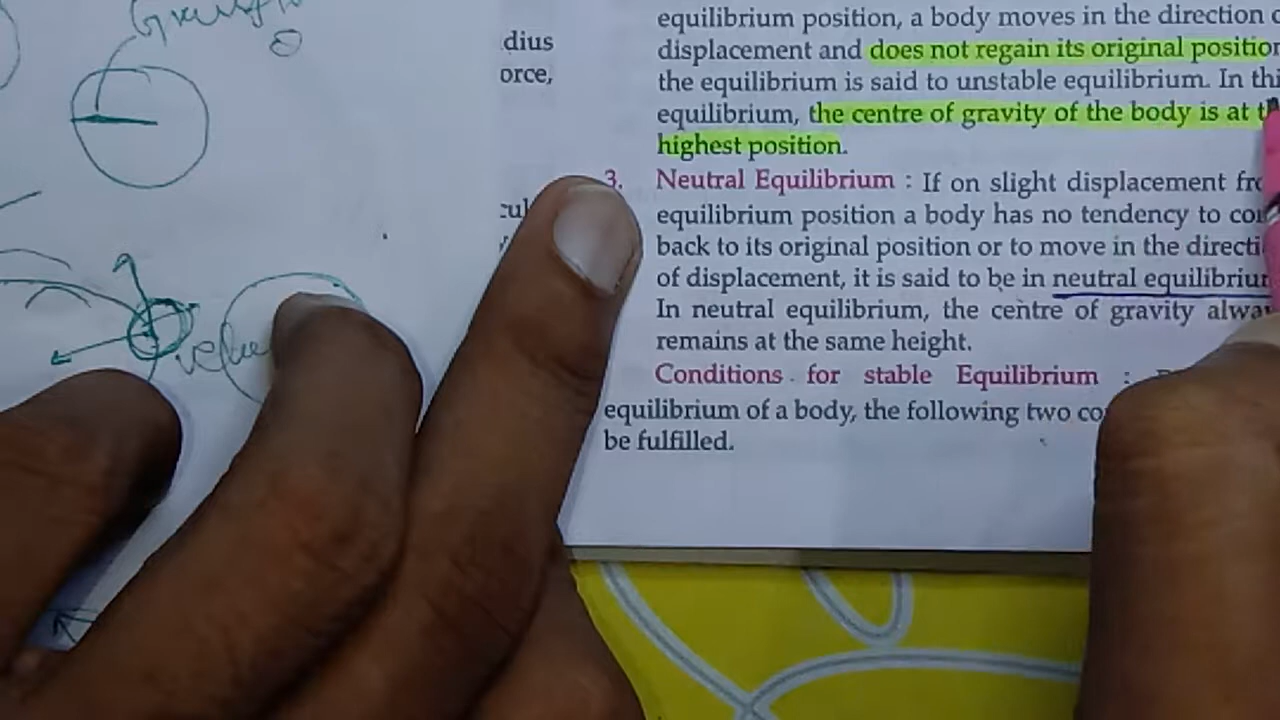 dius
orce,
equilibrium position, a body moves in the direction
displacement and does not regain its original position
the equilibrium is said to unstable equilibrium. In thi
equilibrium, the centre of gravity of the body is at
highest position.
3. Neutral Equilibrium : If on slight displacement fro
equilibrium position a body has no tendency to co
back to its original position or to move in the directi
of displacement, it is said to be in neutral equilibrium
In neutral equilibrium, the centre of gravity alwa
remains at the same height.
Conditions for stable Equilibrium :
equilibrium of a body, the following two co
be fulfilled.